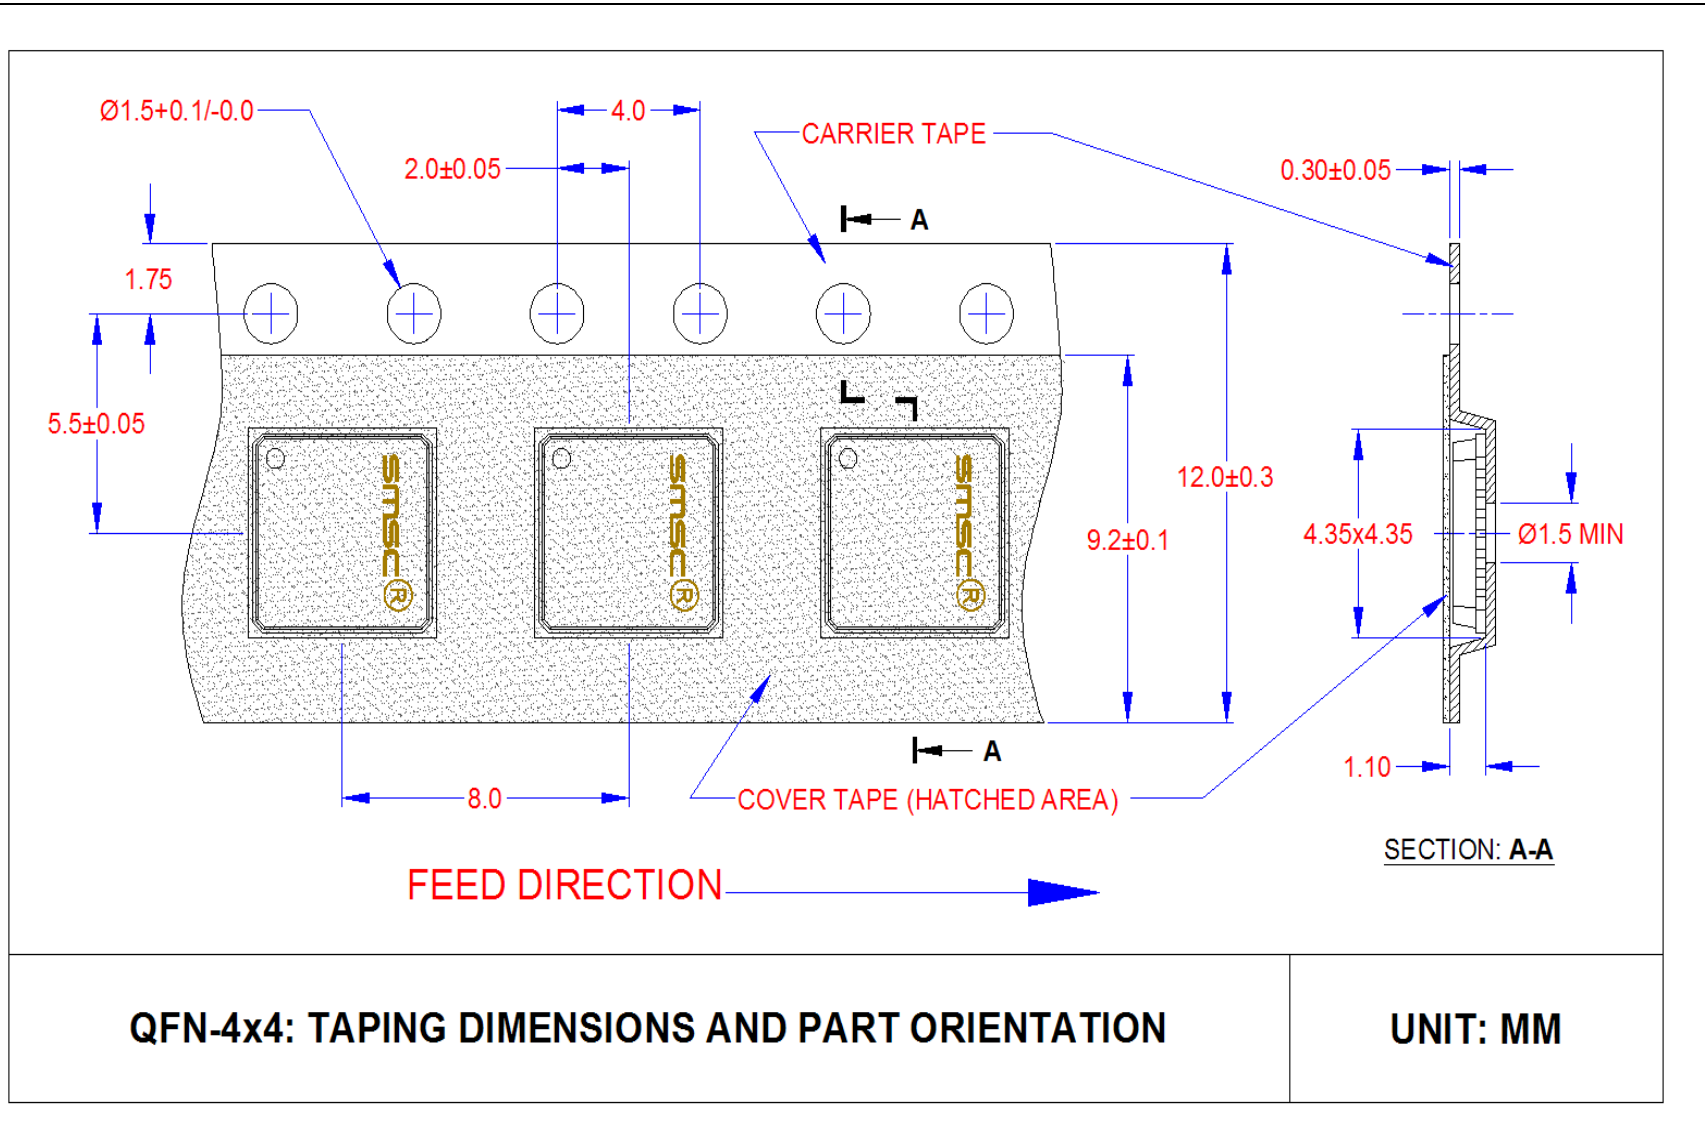 Ø1.5+0.1/-0.0
4.0
CARRIER TAPE
2.0±0.05
0.30±0.05
A
1.75
5.5±0.05
smsc®
smsc®
smsc®
12.0±0.3
9.2±0.1
4.35x4.35
Ø1.5 MIN
A
1.10
8.0
COVER TAPE (HATCHED AREA)
SECTION: A-A
FEED DIRECTION
QFN-4x4: TAPING DIMENSIONS AND PART ORIENTATION
UNIT: MM